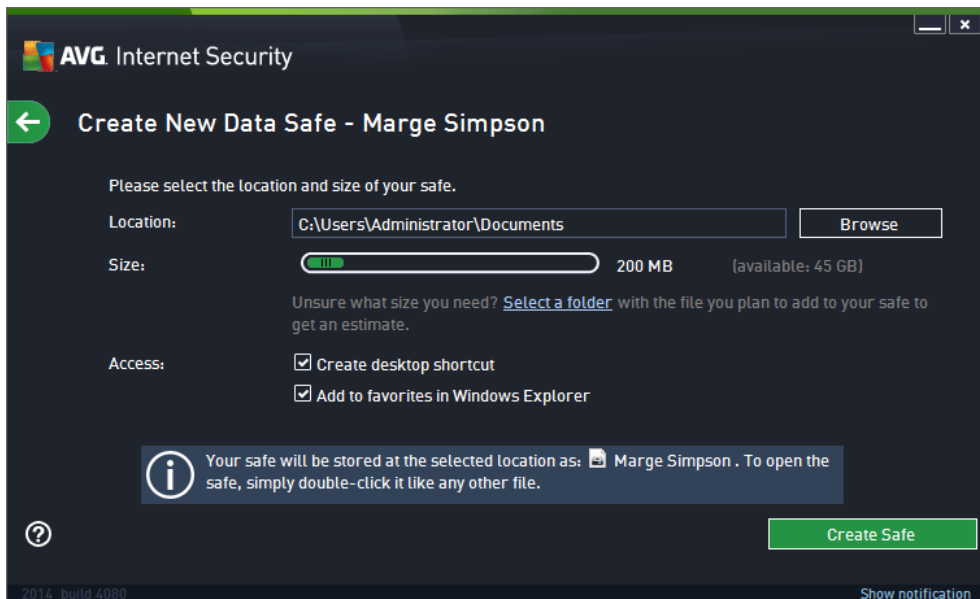 AVG. Internet Security
Create New Data Safe - Marge Simpson
Please select the location and size of your safe.
Location:
C:\Users\Administrator\Documents
Browse
Size:
200 MB
(available: 45 GB)
Unsure what size you need? Select a folder with the file you plan to add to your safe to
get an estimate.
Access:
Create desktop shortcut
Add to favorites in Windows Explorer
Your safe will be stored at the selected location as: Marge Simpson . To open the
safe, simply double-click it like any other file.
Create Safe
2014 build 4080
Show notification